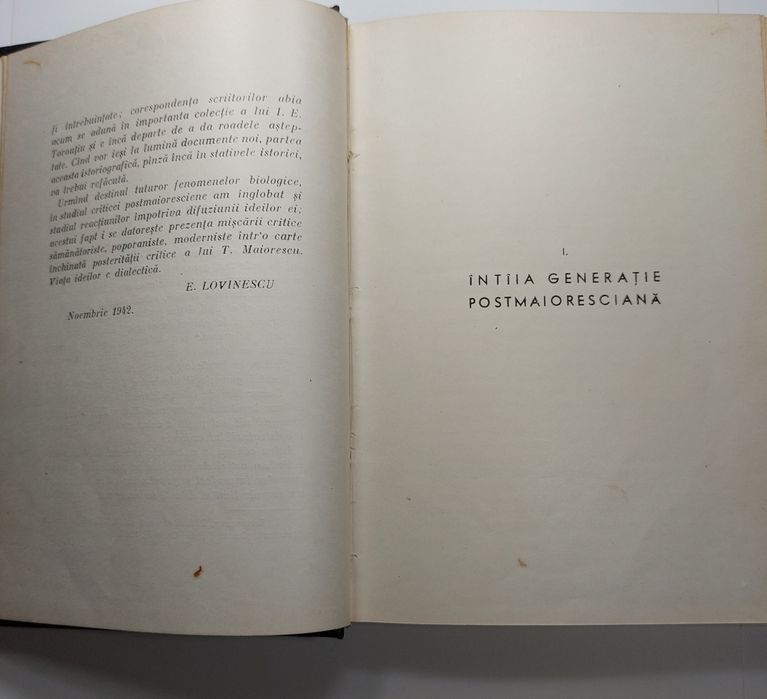 fi întrebuințate; corespondența scriitorilor abia
acum se adună în importanta colecție a lui I. E.
Toroațiu și e încă departe de a da roadele aștep-
tate. Cînd vor ieși la lumină documente noi, partea
aceasta istoriografică, pînză încă în stativele istoriei,
va trebui refăcută.
Urmînd destinul tuturor fenomenelor biologice,
în studiul criticei postmaioresciene am înglobat și
studiul reacțiunilor împotriva difuziunii ideilor ei;
acestui fapt i se datorește prezența mișcării critice
sămănătoriste, poporaniste, moderniste într'o carte
închinată posterității critice a lui T. Maiorescu.
Viața ideilor e dialectică.
E. LOVINESCU
Noembrie 1942.
I.
ÎNTÎIA GENERAȚIE
POSTMAIORESCIANĂ